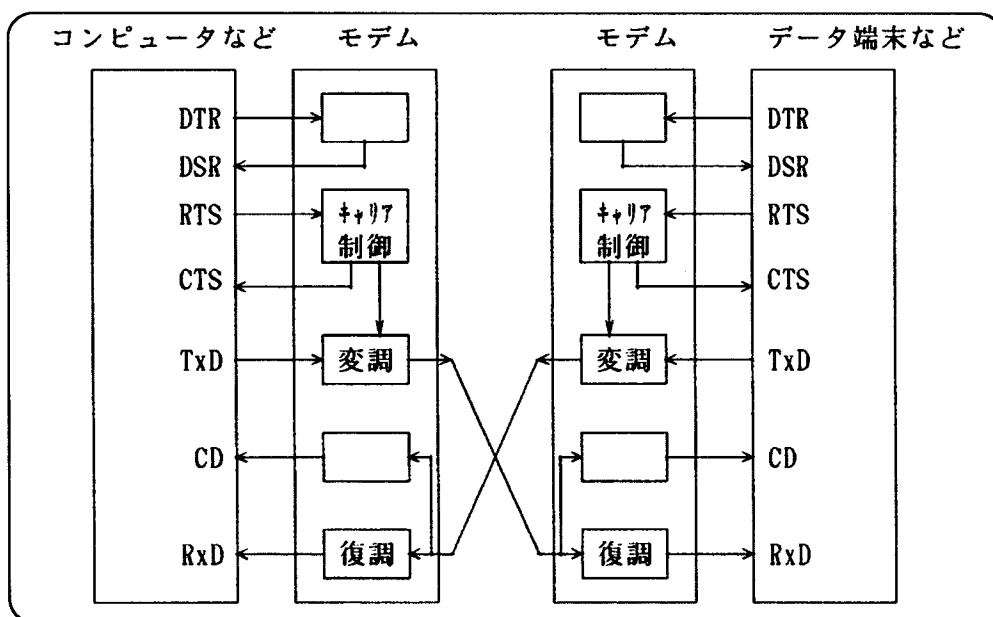 コンピュータなど モデム モデム データ端末など
DTR DTR
DSR DSR
RTS キャリア キャリア RTS
制御 制御
CTS CTS
TxD 変調 変調 TxD
CD CD
RxD 復調 復調 RxD